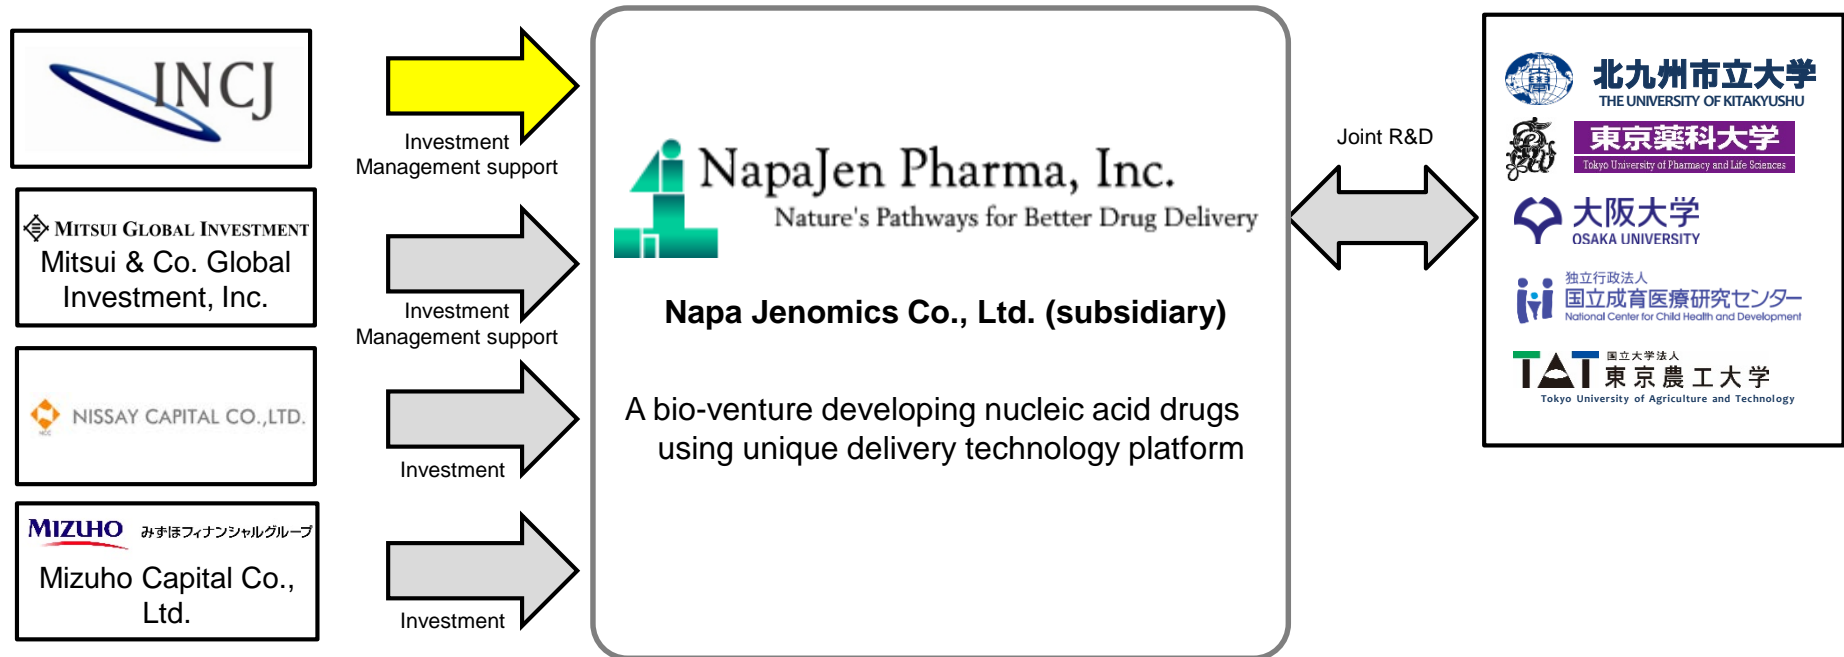 INCJ
MITSUI GLOBAL INVESTMENT
Mitsui & Co. Global
Investment, Inc.
NCC
NISSAY CAPITAL CO.,LTD.
MIZUHO みずほフィナンシャルグループ
Mizuho Capital Co.,
Ltd.
Investment
Management support
Investment
Management support
Investment
Investment
NapaJen Pharma, Inc.
Nature's Pathways for Better Drug Delivery
Napa Jenomics Co., Ltd. (subsidiary)
A bio-venture developing nucleic acid drugs
using unique delivery technology platform
Joint R&D
北九州市立大学
THE UNIVERSITY OF KITAKYUSHU
東京薬科大学
Tokyo University of Pharmacy and Life Sciences
大阪大学
OSAKA UNIVERSITY
独立行政法人
国立成育医療研究センター
National Center for Child Health and Development
TAT 国立大学法人
東京農工大学
Tokyo University of Agriculture and Technology